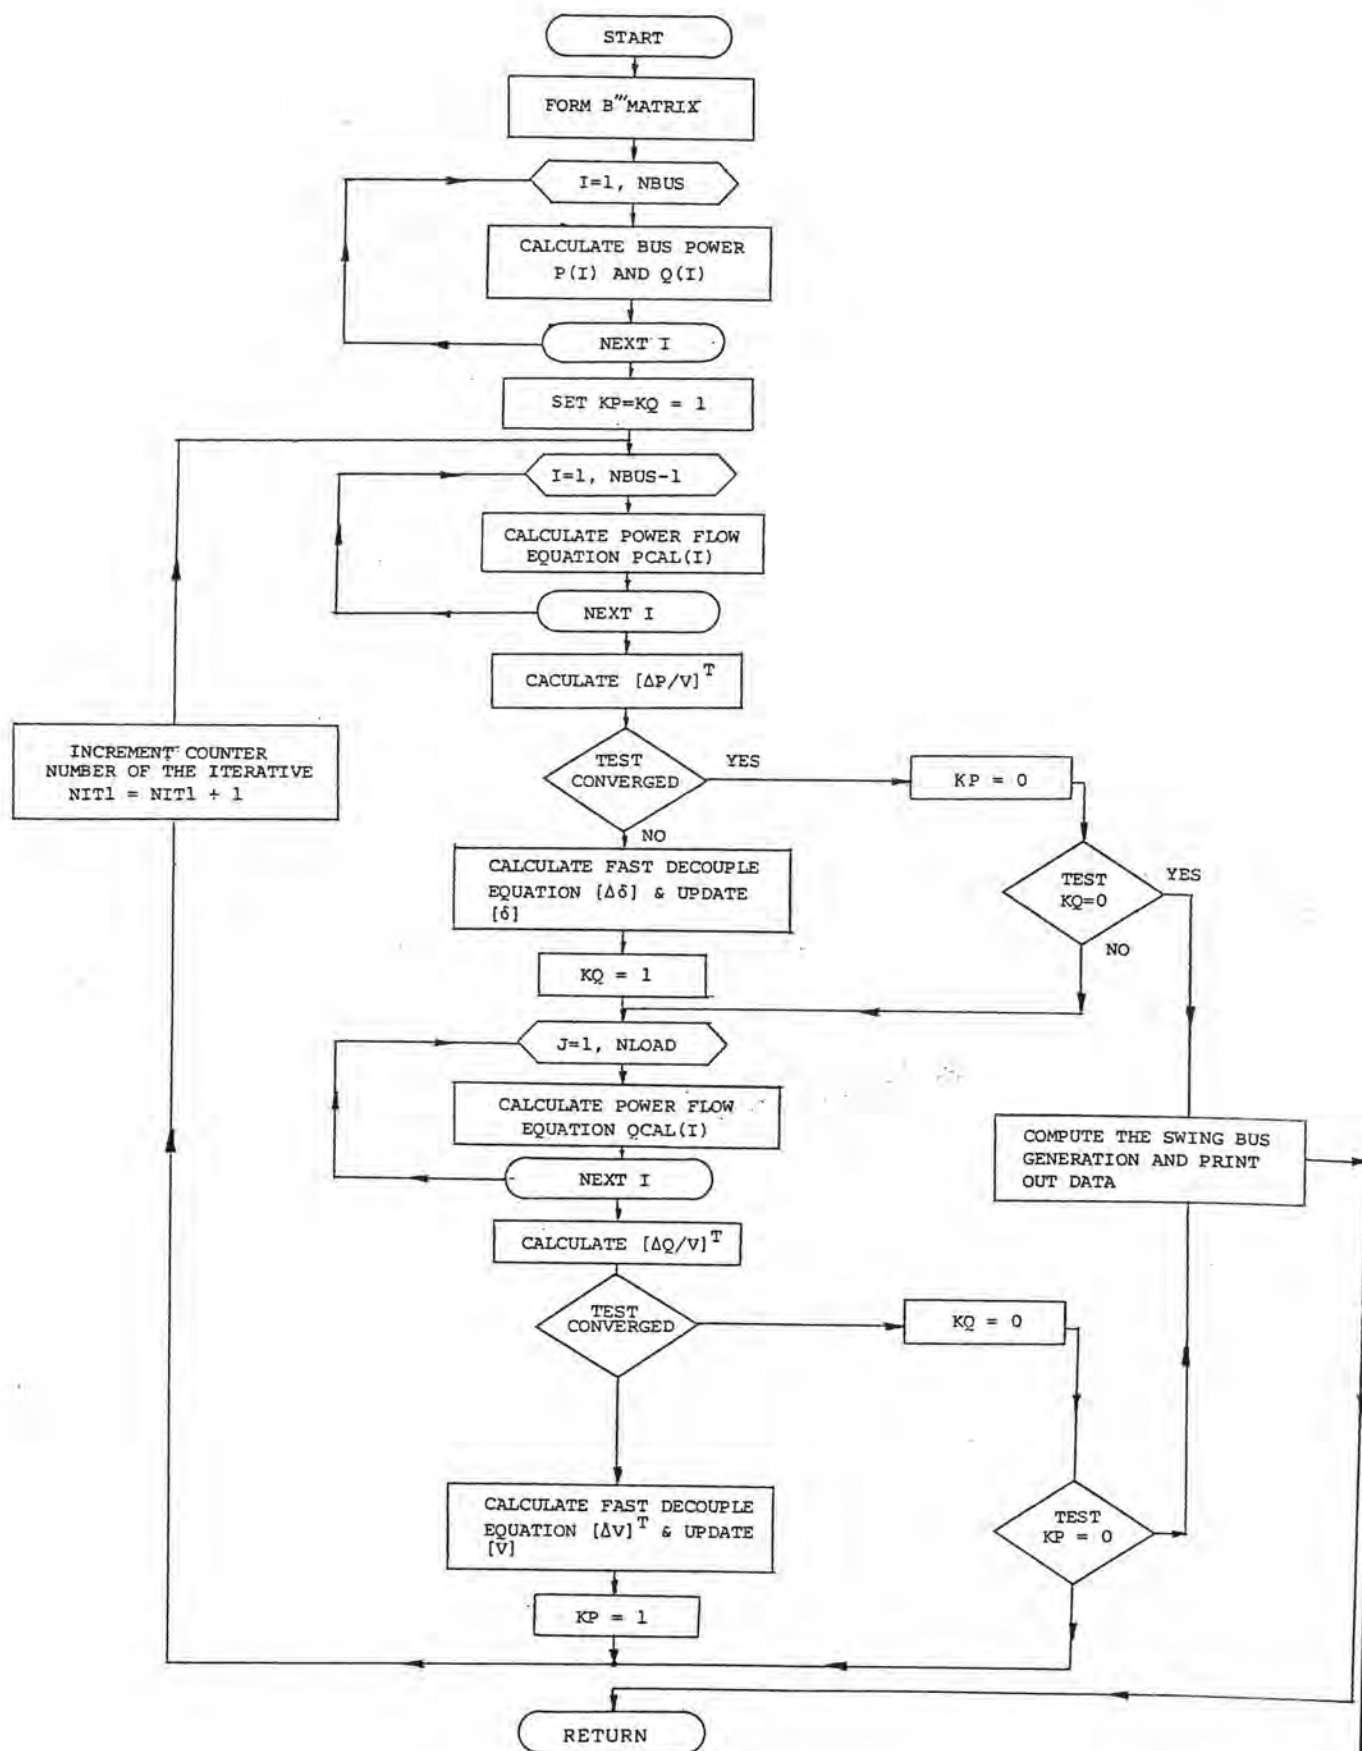 START
FORM B‴MATRIX
I=1, NBUS
CALCULATE BUS POWER
P(I) AND Q(I)
NEXT I
SET KP=KQ = 1
I=1, NBUS-1
CALCULATE POWER FLOW
EQUATION PCAL(I)
NEXT I
CACULATE [ΔP/V]ᵀ
INCREMENT COUNTER
NUMBER OF THE ITERATIVE
NIT1 = NIT1 + 1
TEST
CONVERGED
YES
KP = 0
NO
CALCULATE FAST DECOUPLE
EQUATION [Δδ] & UPDATE
[δ]
TEST
KQ=0
YES
NO
KQ = 1
J=1, NLOAD
CALCULATE POWER FLOW
EQUATION QCAL(I)
NEXT I
COMPUTE THE SWING BUS
GENERATION AND PRINT
OUT DATA
CALCULATE [ΔQ/V]ᵀ
TEST
CONVERGED
KQ = 0
CALCULATE FAST DECOUPLE
EQUATION [ΔV]ᵀ & UPDATE
[V]
TEST
KP = 0
KP = 1
RETURN